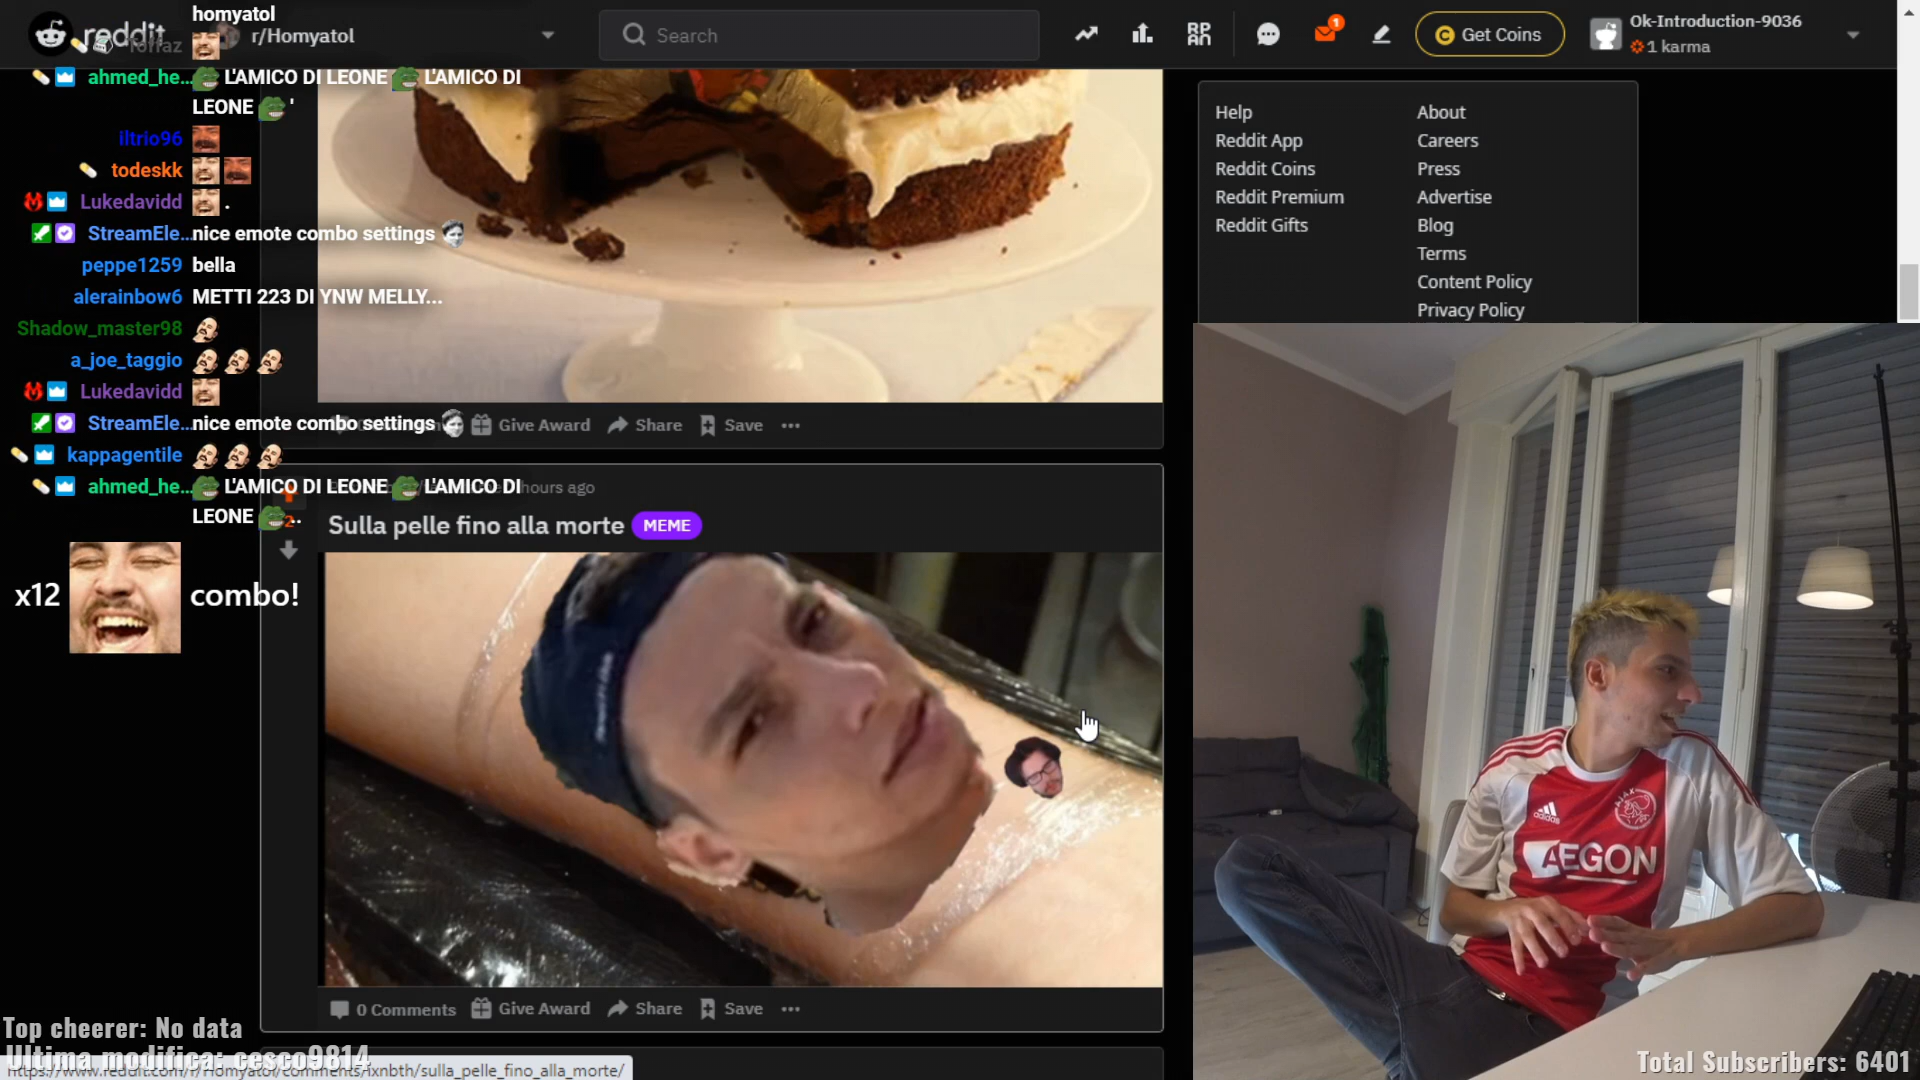 homyatol
reddit
r/Homyatol
Search
1
Get Coins
Ok-Introduction-9036
1 karma
ahmed_he... L'AMICO DI LEONE L'AMICO DI
LEONE '
iltrio96
todeskk
Lukedavidd .
StreamEle... nice emote combo settings
peppe1259 bella
alerainbow6 METTI 223 DI YNW MELLY...
Shadow_master98
a_joe_taggio
Lukedavidd
StreamEle... nice emote combo settings
kappagentile
ahmed_he... L'AMICO DI LEONE L'AMICO DI
LEONE ..
x12 combo!
Give Award
Share
Save
hours ago
2
Sulla pelle fino alla morte MEME
0 Comments
Give Award
Share
Save
Help
Reddit App
Reddit Coins
Reddit Premium
Reddit Gifts
About
Careers
Press
Advertise
Blog
Terms
Content Policy
Privacy Policy
AJAX
adidas
AEGON
Top cheerer: No data
Ultima modifica: cesco9814
Total Subscribers: 6401